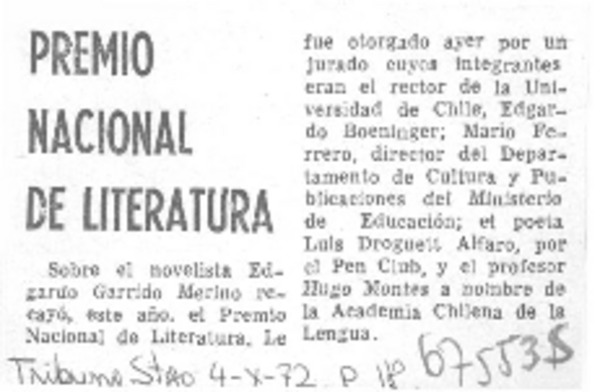 PREMIO
NACIONAL
DE LITERATURA
Sobre el novelista Ed-
gardo Garrido Merino re-
cayó, este año, el Premio
Nacional de Literatura. Le
fue otorgado ayer por un
jurado cuyos integrantes
eran el rector de la Uni-
versidad de Chile, Edgar-
do Boeninger; Mario Fe-
rrero, director del Depar-
tamento de Cultura y Pu-
blicaciones del Ministerio
de Educación; el poeta
Luis Droguett Alfaro, por
el Pen Club, y el profesor
Hugo Montes a nombre de
la Academia Chilena de la
Lengua.
Tribuna Stgo 4-X-72 P